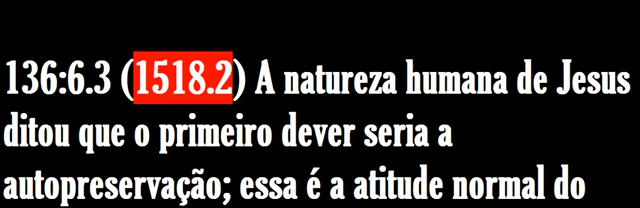 136:6.3 (1518.2) A natureza humana de Jesus
ditou que o primeiro dever seria a
autopreservação; essa é a atitude normal do